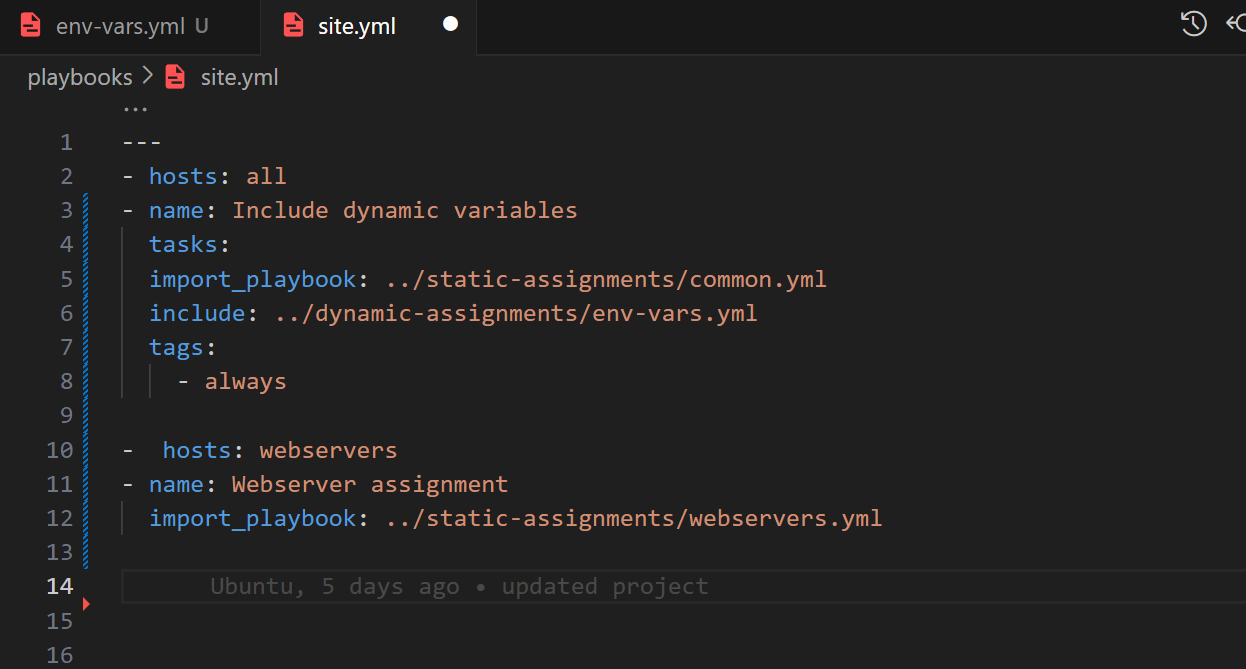 env-vars.yml U
site.yml
playbooks > site.yml
...
1 ---
2 - hosts: all
3 - name: Include dynamic variables
4   tasks:
5   import_playbook: ../static-assignments/common.yml
6   include: ../dynamic-assignments/env-vars.yml
7   tags:
8     - always
9
10 -  hosts: webservers
11 - name: Webserver assignment
12   import_playbook: ../static-assignments/webservers.yml
13
14 Ubuntu, 5 days ago • updated project
15
16